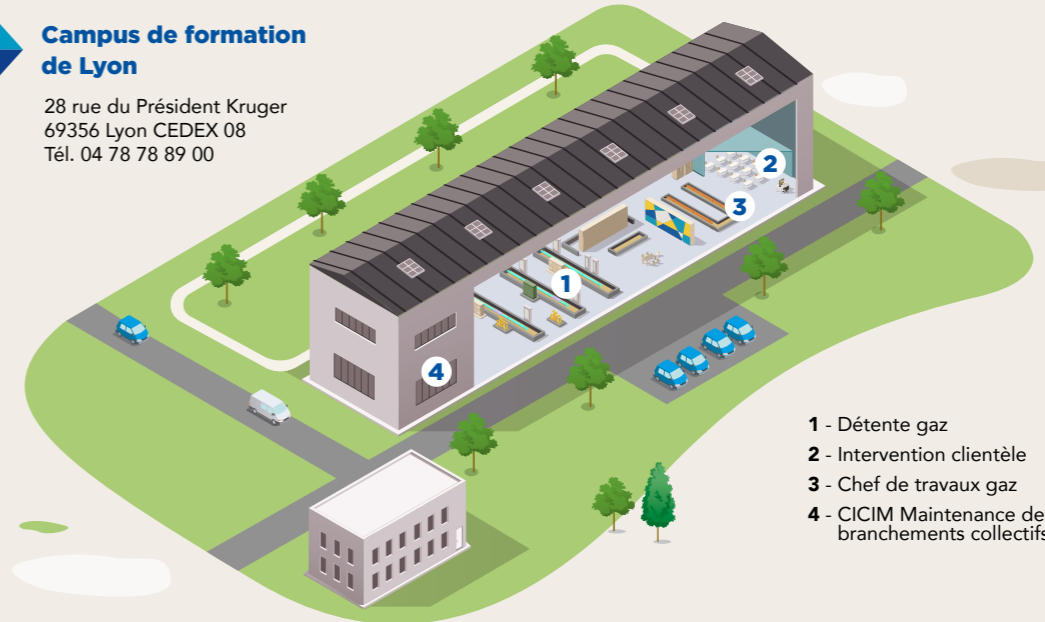 Campus de formation
de Lyon
28 rue du Président Kruger
69356 Lyon CEDEX 08
Tél. 04 78 78 89 00
2
3
1
4
1 - Détente gaz
2 - Intervention clientèle
3 - Chef de travaux gaz
4 - CICIM Maintenance de
branchements collectifs